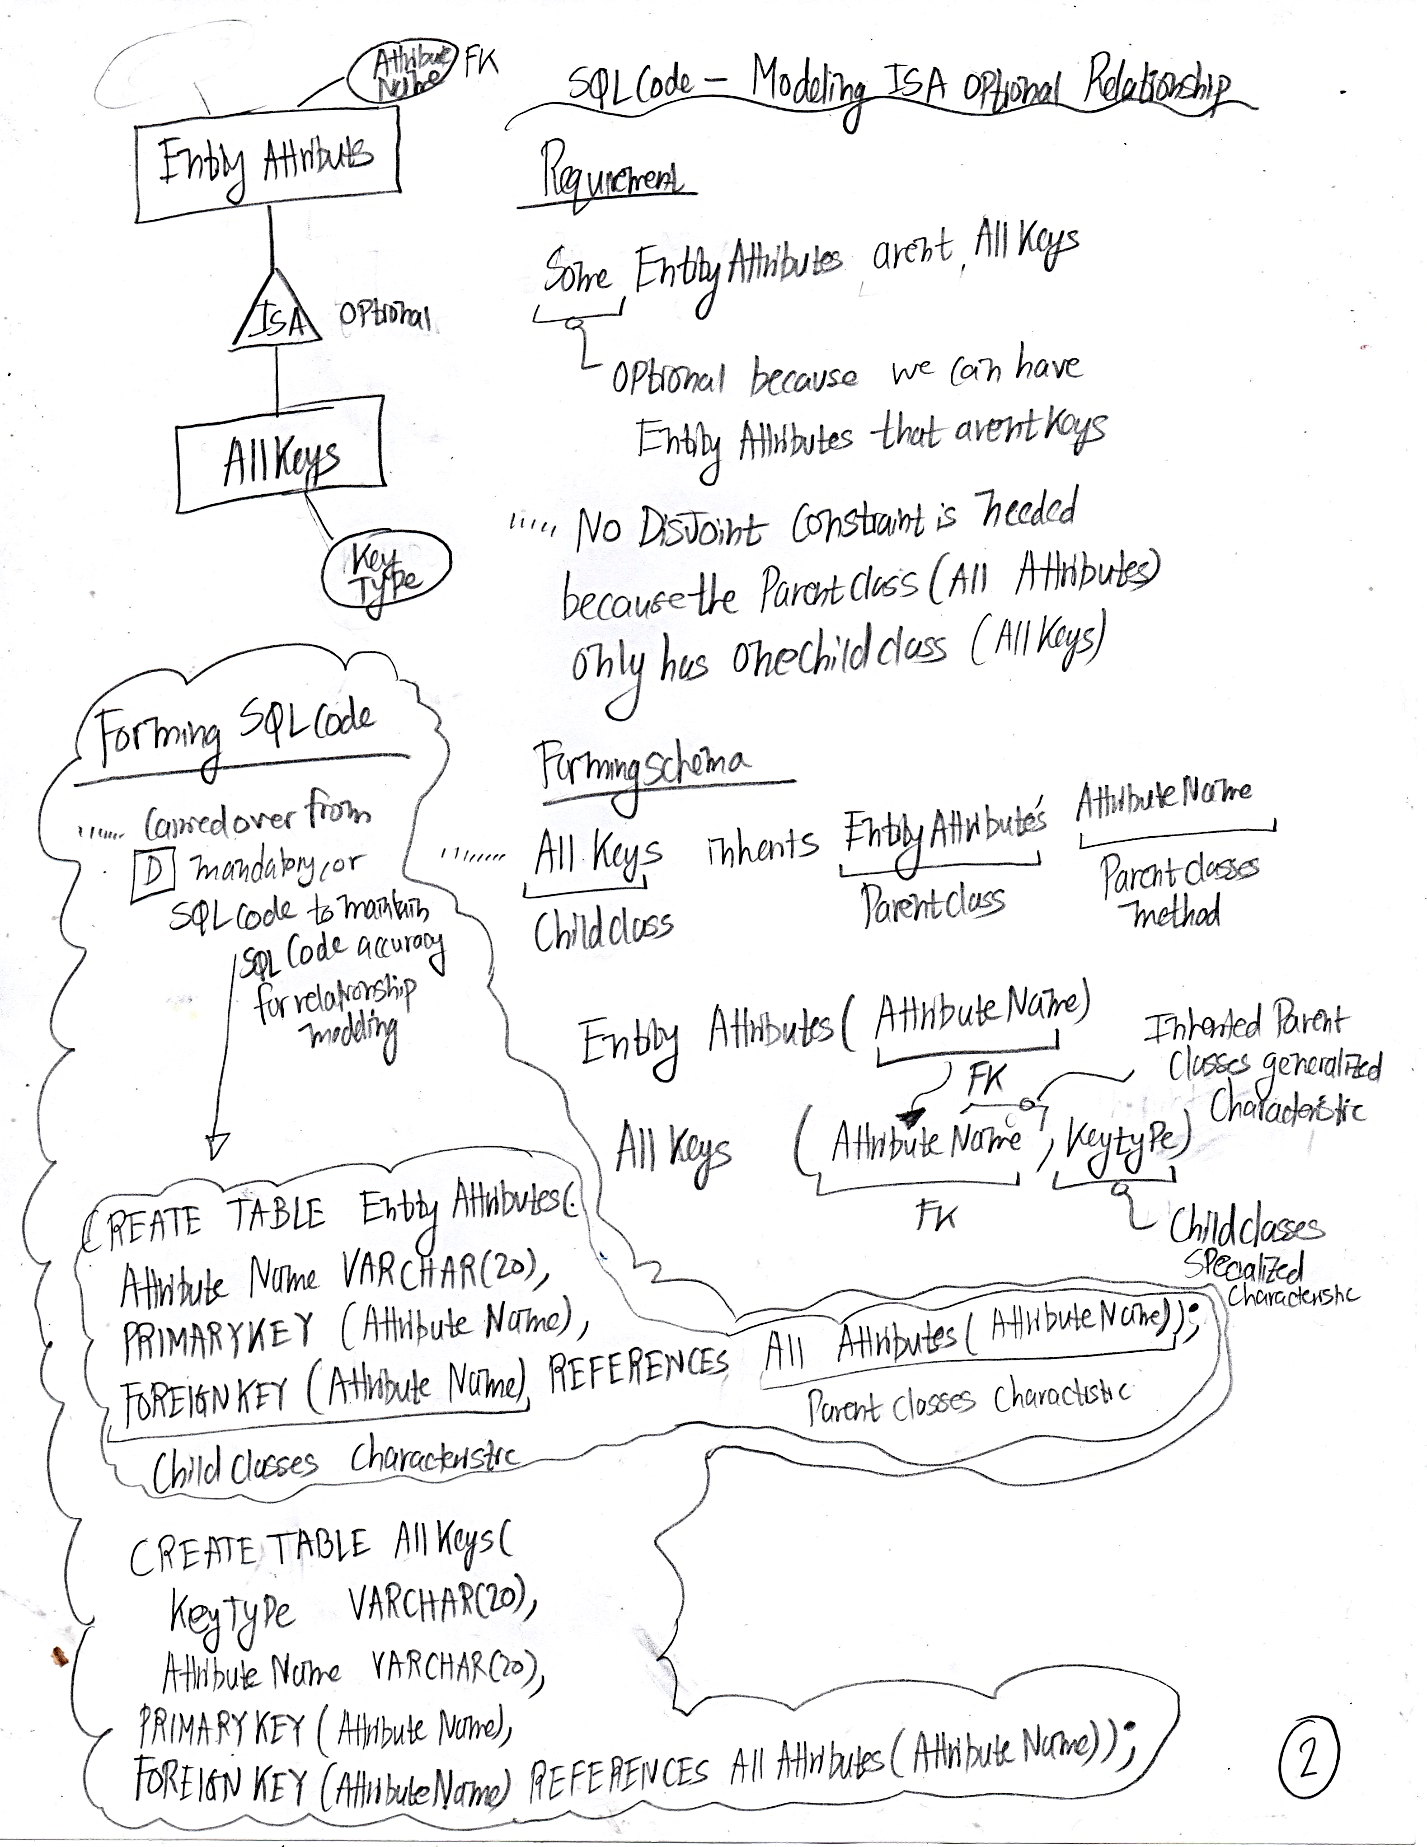 Attribute
Name
FK
SQL Code – Modeling ISA Optional Relationship
Entity Attributs
Requirement
Some Entity Attributes arent All Keys
ISA
Optional
Optional because we can have
Entity Attributes that arent keys
All Keys
No Disjoint Constraint is needed
because the Parent class (All Attributes)
only has one child class (All Keys)
Key
Type
Forming SQL Code
Carried over from
D mandatory, or
SQL Code to maintain
SQL Code accuracy
for relationship
modeling
Forming schema
All Keys inherits Entity Attributes' Attribute Name
Child class
Parent class
Parent classes
method
Entity Attributes (Attribute Name)
FK
Inherited Parent
Classes generalized
Characteristic
All Keys (Attribute Name, Keytype)
FK
Child classes
Specialized
Characteristic
CREATE TABLE Entity Attributes(
Attribute Name VARCHAR(20),
PRIMARY KEY (Attribute Name),
FOREIGN KEY (Attribute Name) REFERENCES All Attributes (Attribute Name));
Child classes Characteristic
Parent classes Charactistic
CREATE TABLE All Keys(
Key Type VARCHAR(20),
Attribute Name VARCHAR(20),
PRIMARY KEY (Attribute Name),
FOREIGN KEY (Attribute Name) REFERENCES All Attributes (Attribute Name));
2